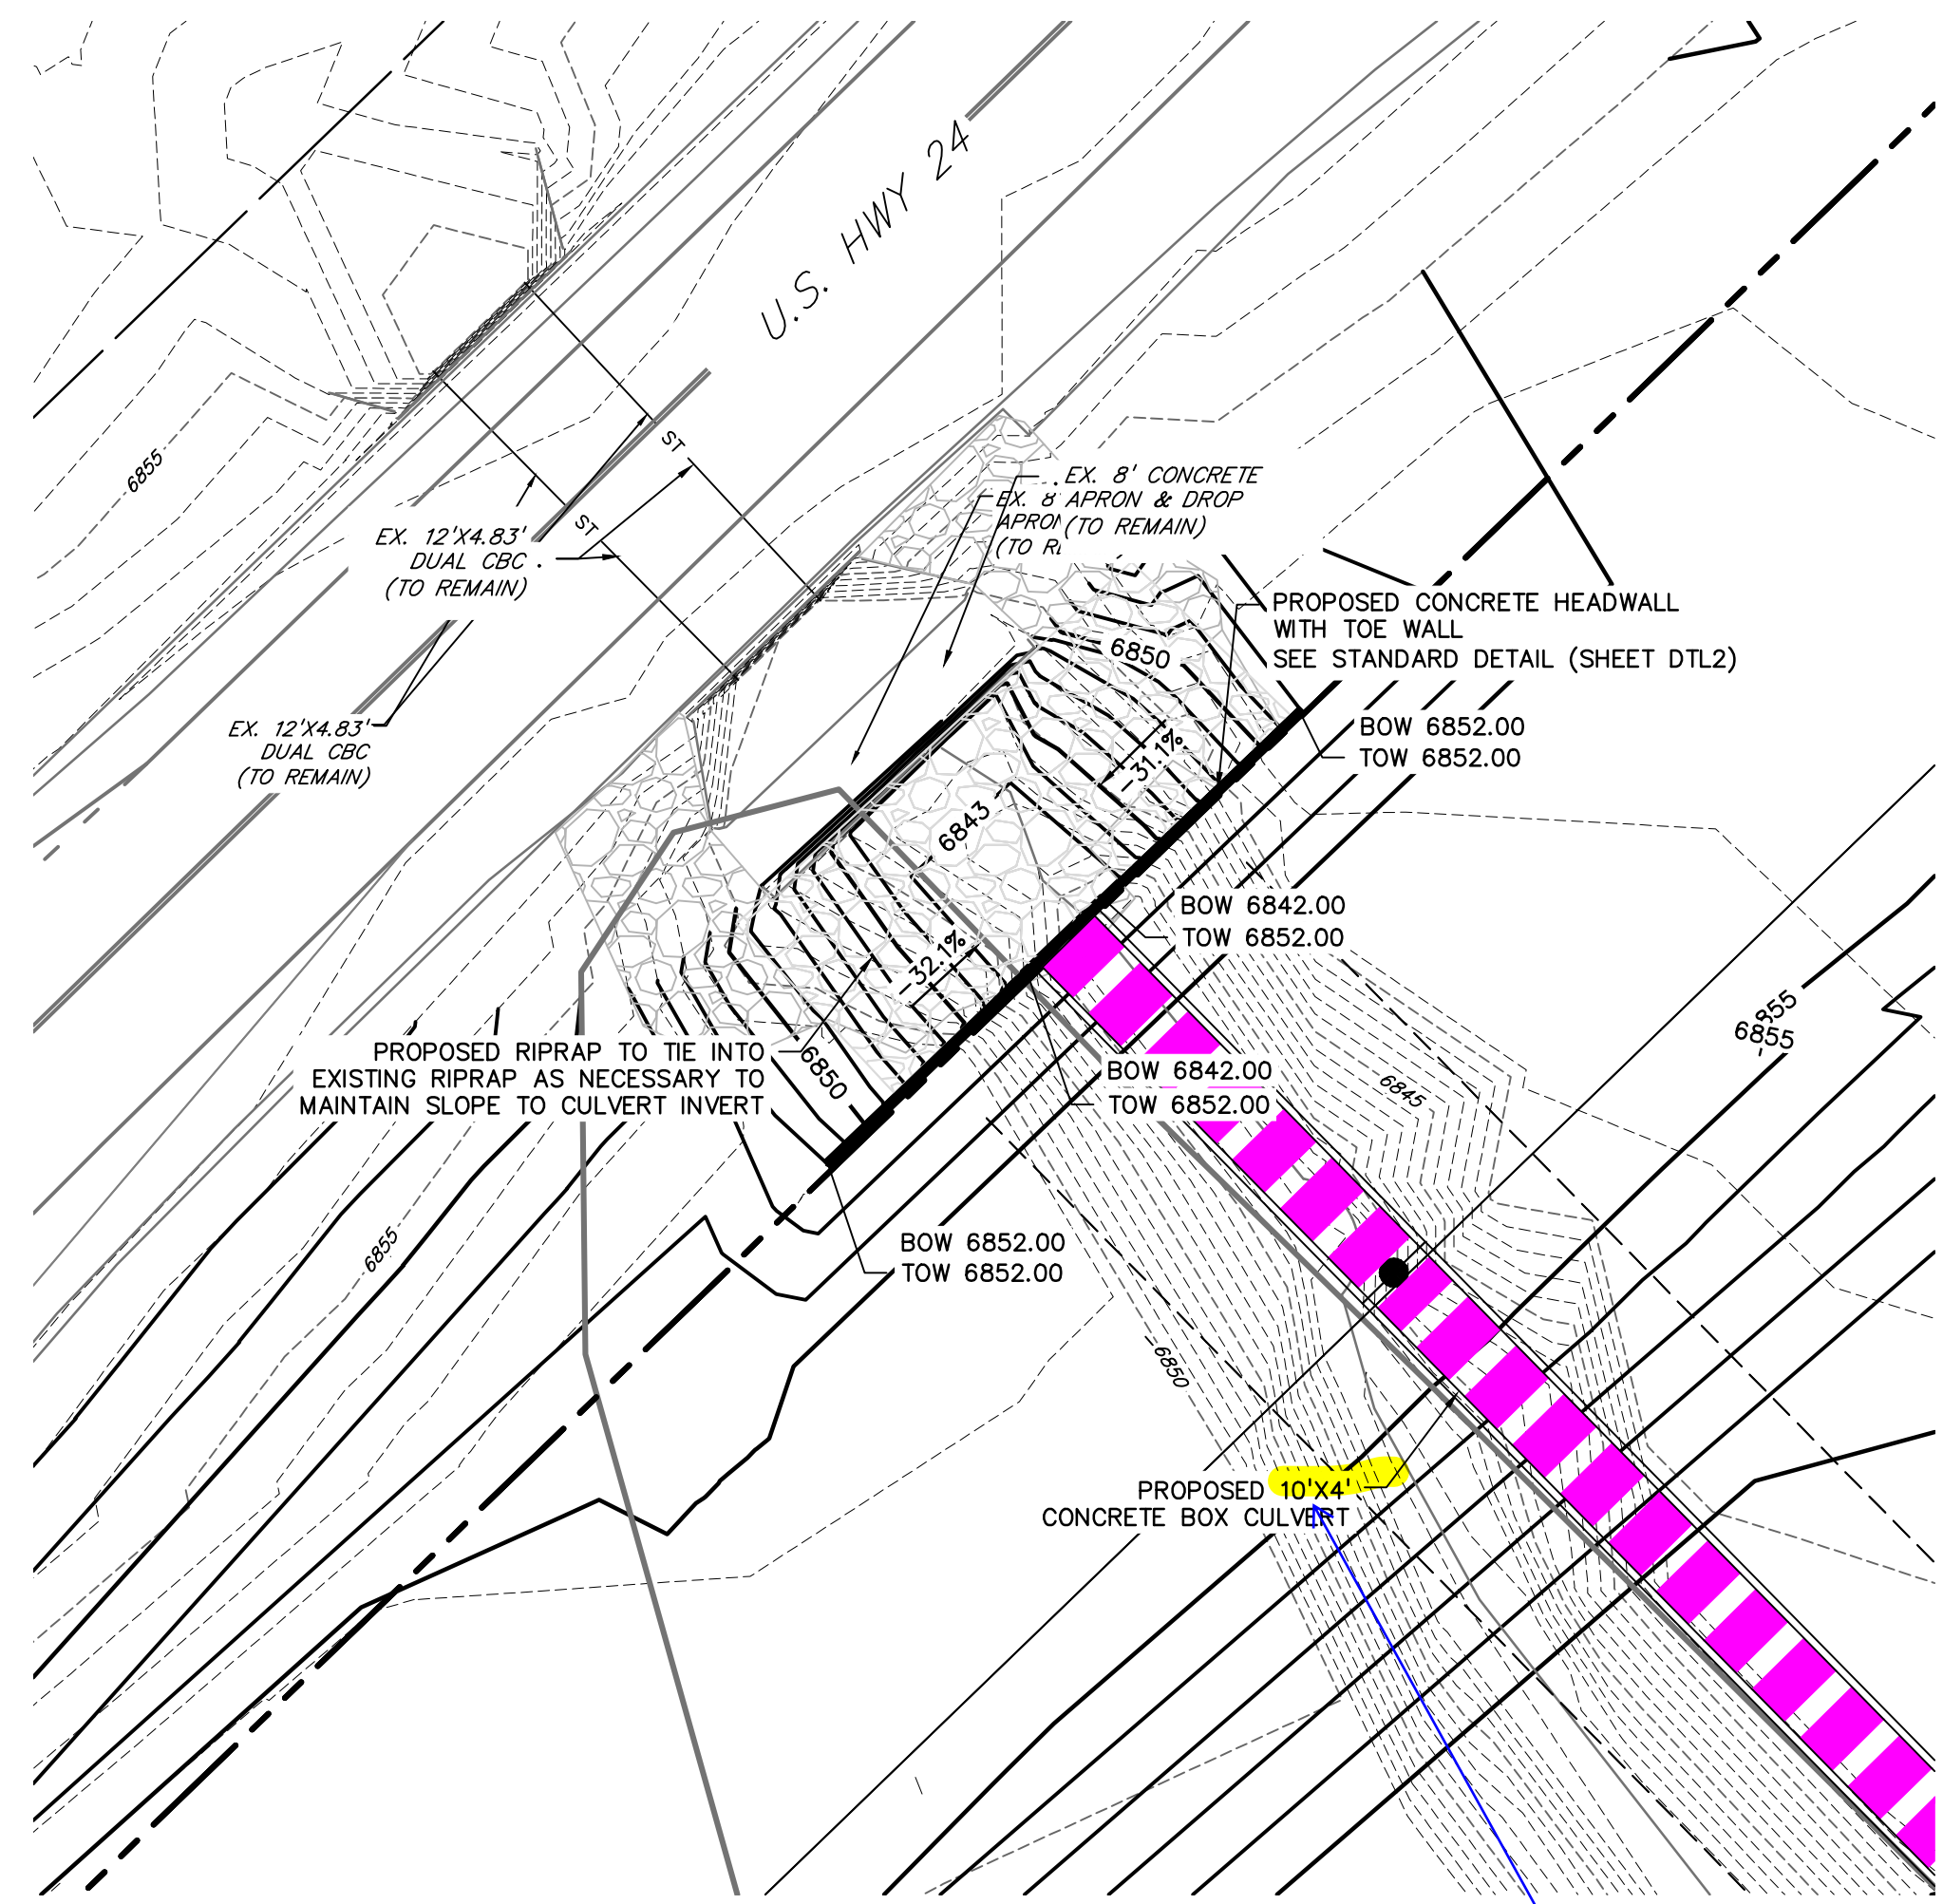 U.S. HWY 24
6855
ST
ST
EX. 12'X4.83'
DUAL CBC
(TO REMAIN)
EX. 8' CONCRETE
APRON & DROP
(TO REMAIN)
EX. 8'
APRON
(TO
EX. 12'X4.83'
DUAL CBC
(TO REMAIN)
PROPOSED CONCRETE HEADWALL
WITH TOE WALL
SEE STANDARD DETAIL (SHEET DTL2)
6850
BOW 6852.00
TOW 6852.00
-31.1%
6843
BOW 6842.00
TOW 6852.00
-32.1%
6855
6855
PROPOSED RIPRAP TO TIE INTO
EXISTING RIPRAP AS NECESSARY TO
MAINTAIN SLOPE TO CULVERT INVERT
6850
BOW 6842.00
TOW 6852.00
6845
6855
BOW 6852.00
TOW 6852.00
6850
PROPOSED 10'X4'
CONCRETE BOX CULVERT